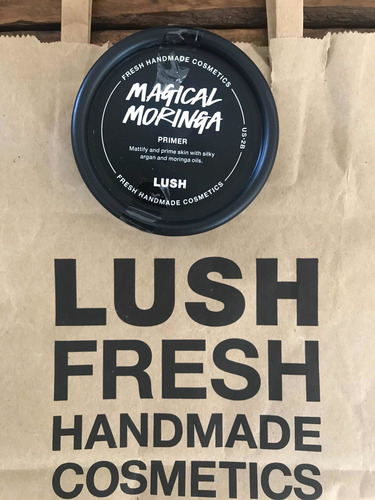 FRESH HANDMADE COSMETICS
MAGICAL
MORINGA
US-2B
PRIMER
Mattify and prime skin with silky
argan and moringa oils.
LUSH
FRESH HANDMADE COSMETICS
LUSH
FRESH
HANDMADE
COSMETICS